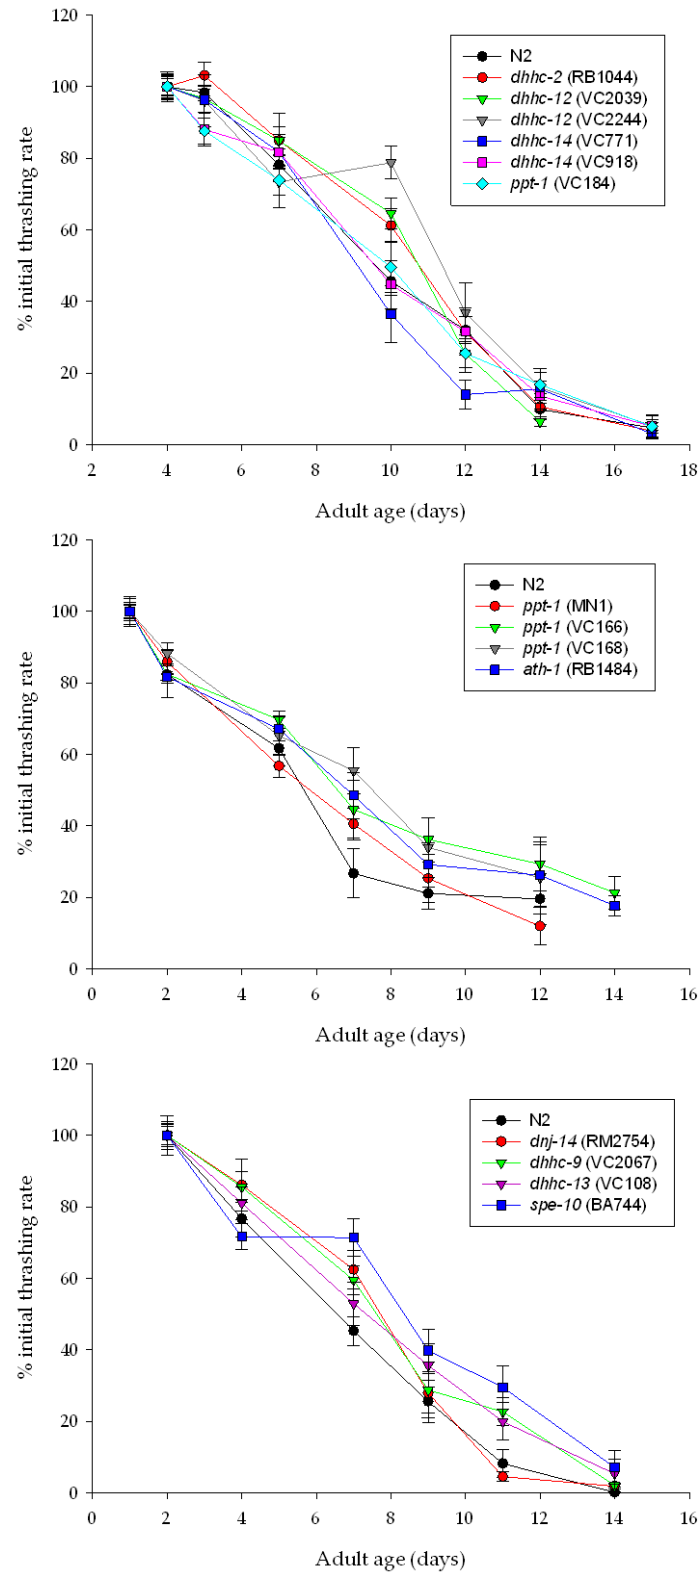 120
100
80
60
40
20
0
% initial thrashing rate
2 4 6 8 10 12 14 16 18
Adult age (days)
N2
dhhc-2 (RB1044)
dhhc-12 (VC2039)
dhhc-12 (VC2244)
dhhc-14 (VC771)
dhhc-14 (VC918)
ppt-1 (VC184)
120
100
80
60
40
20
0
% initial thrashing rate
0 2 4 6 8 10 12 14 16
Adult age (days)
N2
ppt-1 (MN1)
ppt-1 (VC166)
ppt-1 (VC168)
ath-1 (RB1484)
120
100
80
60
40
20
0
% initial thrashing rate
0 2 4 6 8 10 12 14 16
Adult age (days)
N2
dnj-14 (RM2754)
dhhc-9 (VC2067)
dhhc-13 (VC108)
spe-10 (BA744)